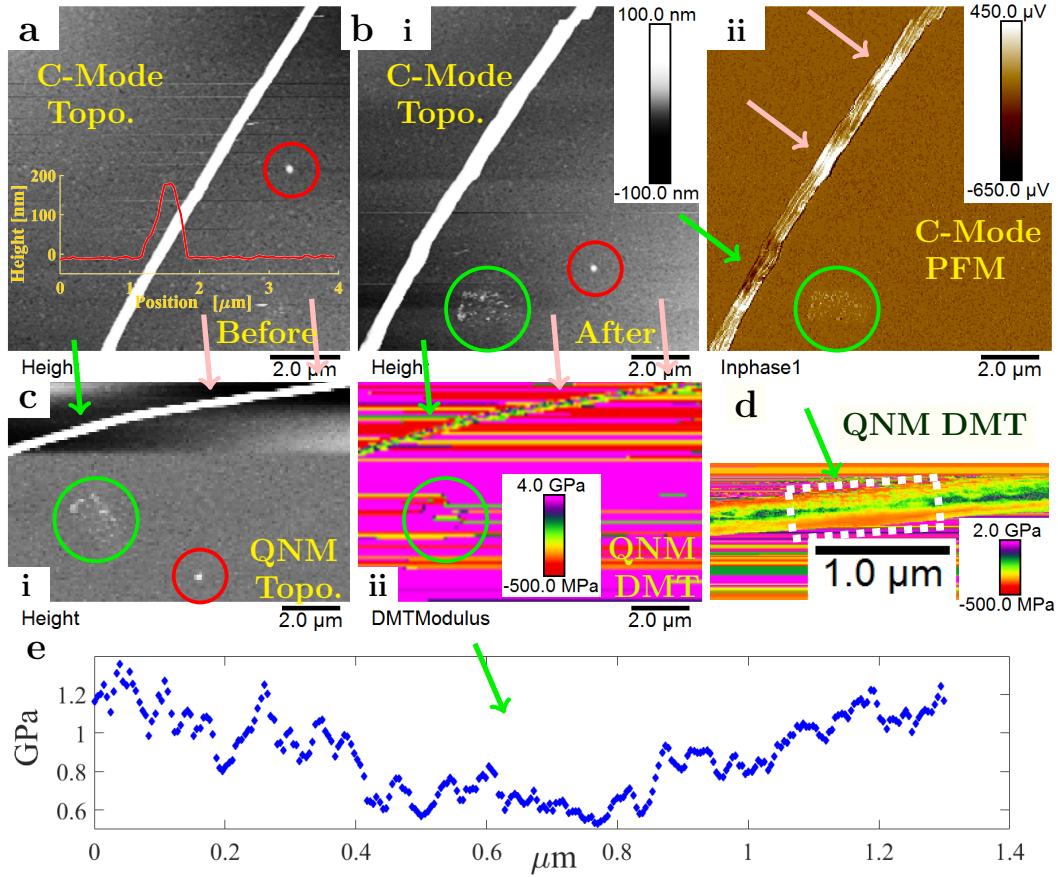 a
C-Mode
Topo.
Height [nm]
200
100
0
0
1
2
3
4
Position [μm]
Before
Height
2.0 μm
b
i
C-Mode
Topo.
100.0 nm
-100.0 nm
After
Height
2.0 μm
ii
450.0 μV
-650.0 μV
C-Mode
PFM
Inphase1
2.0 μm
c
QNM
Topo.
i
Height
2.0 μm
4.0 GPa
-500.0 MPa
QNM
DMT
ii
DMTModulus
2.0 μm
d
QNM DMT
1.0 μm
2.0 GPa
-500.0 MPa
e
GPa
1.2
1
0.8
0.6
0
0.2
0.4
0.6
0.8
1
1.2
1.4
μm